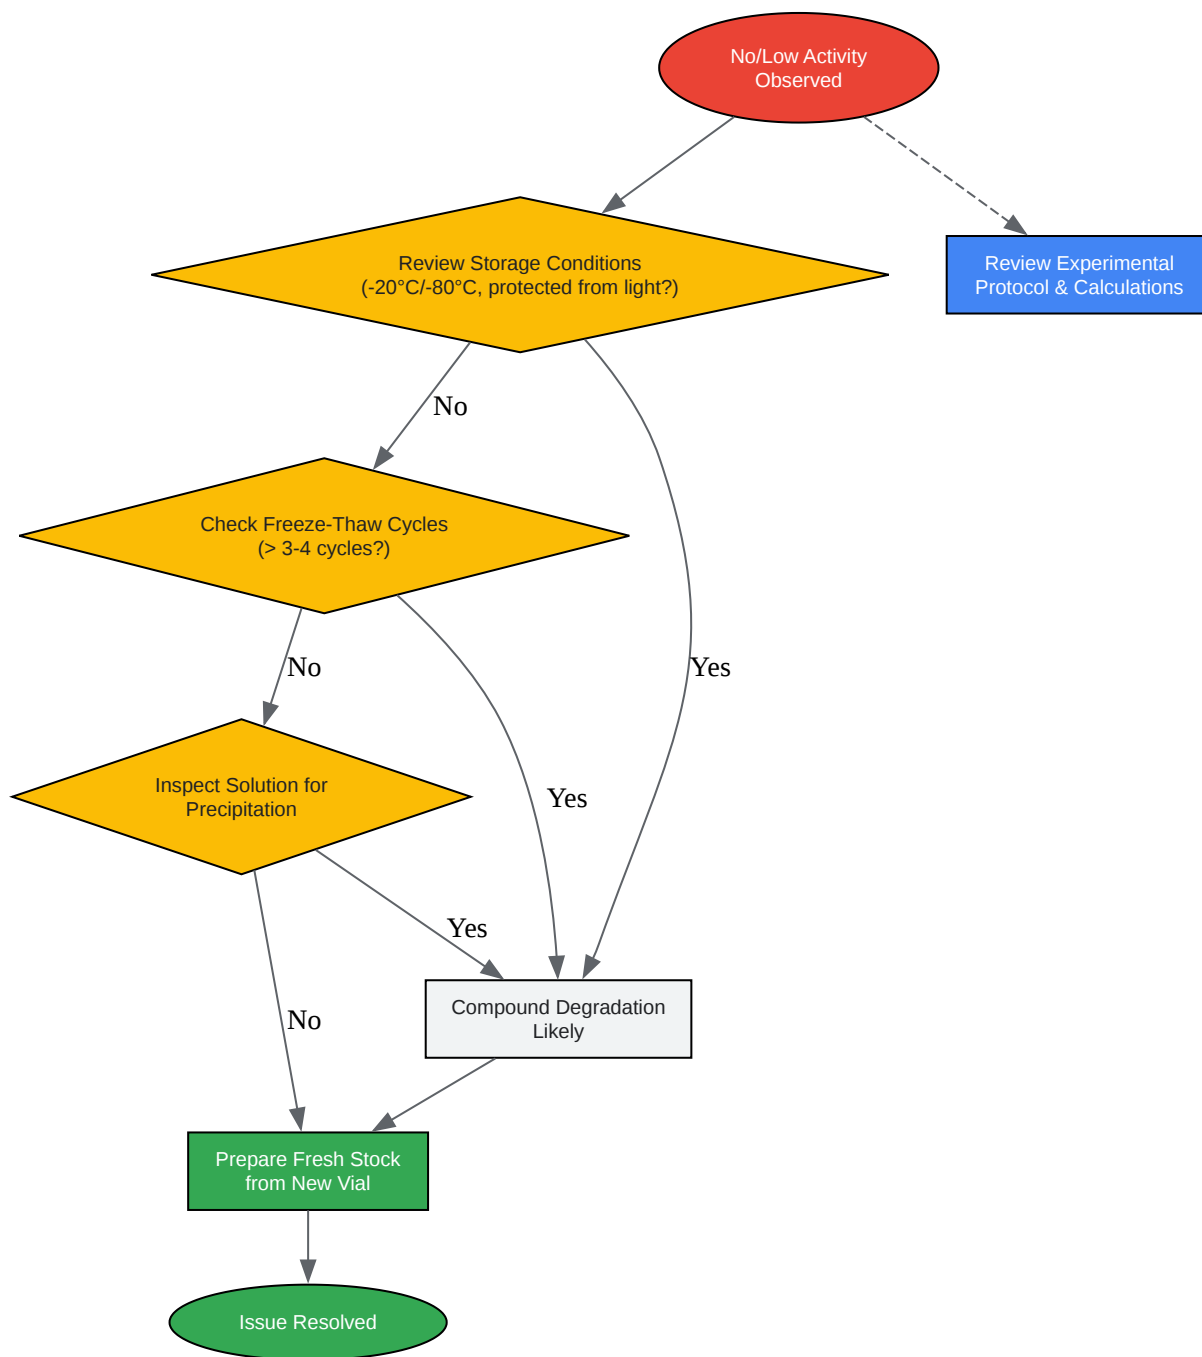 No/Low Activity
Observed
Review Storage Conditions
(-20°C/-80°C, protected from light?)
Review Experimental
Protocol & Calculations
No
Check Freeze-Thaw Cycles
(> 3-4 cycles?)
No
Yes
Inspect Solution for
Precipitation
Yes
Yes
No
Compound Degradation
Likely
Prepare Fresh Stock
from New Vial
Issue Resolved